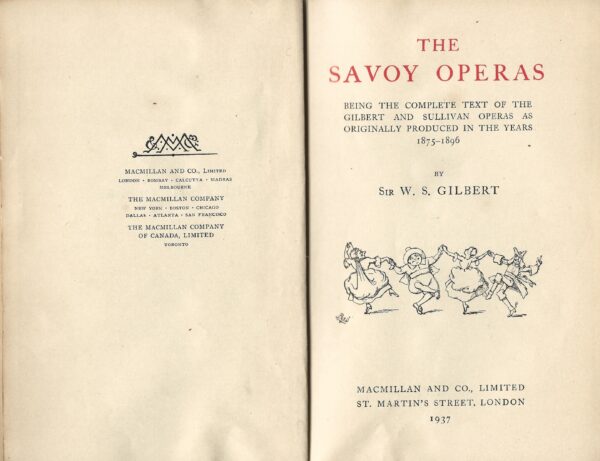 MACMILLAN AND CO., LIMITED
LONDON · BOMBAY · CALCUTTA · MADRAS
MELBOURNE
THE MACMILLAN COMPANY
NEW YORK · BOSTON · CHICAGO
DALLAS · ATLANTA · SAN FRANCISCO
THE MACMILLAN COMPANY
OF CANADA, LIMITED
TORONTO
THE
SAVOY OPERAS
BEING THE COMPLETE TEXT OF THE
GILBERT AND SULLIVAN OPERAS AS
ORIGINALLY PRODUCED IN THE YEARS
1875-1896
BY
SIR W. S. GILBERT
MACMILLAN AND CO., LIMITED
ST. MARTIN'S STREET, LONDON
1937